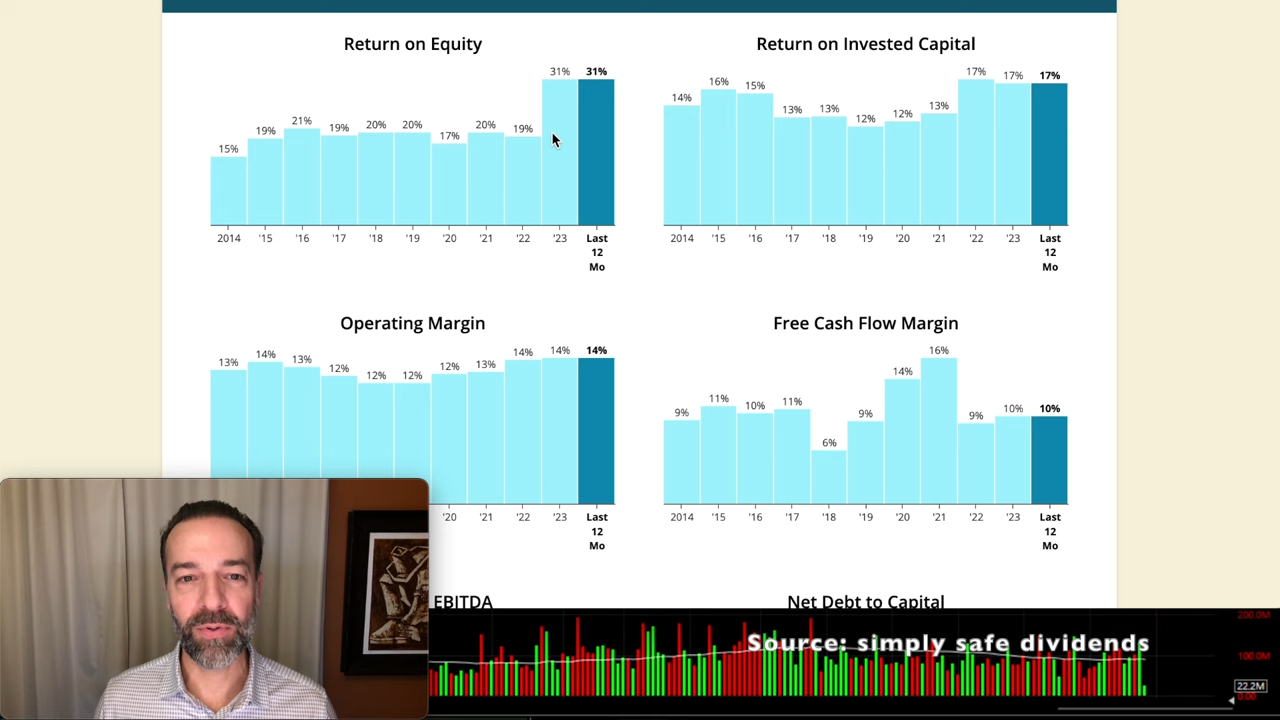 Return on Equity
31% 31%
21%
19% 19% 20% 20% 20% 19%
17%
15%
2014 '15 '16 '17 '18 '19 '20 '21 '22 '23 Last
12
Mo
Return on Invested Capital
17% 17% 17%
16% 15%
14%
13% 13% 12% 12% 13%
2014 '15 '16 '17 '18 '19 '20 '21 '22 '23 Last
12
Mo
Operating Margin
13% 14% 13% 12% 12% 12% 12% 13% 14% 14% 14%
'20 '21 '22 '23 Last
12
Mo
Free Cash Flow Margin
16%
14%
9% 11% 10% 11% 9% 9% 10% 10%
6%
2014 '15 '16 '17 '18 '19 '20 '21 '22 '23 Last
12
Mo
EBITDA
Net Debt to Capital
Source: simply safe dividends
200.0M
100.0M
22.2M
0.00